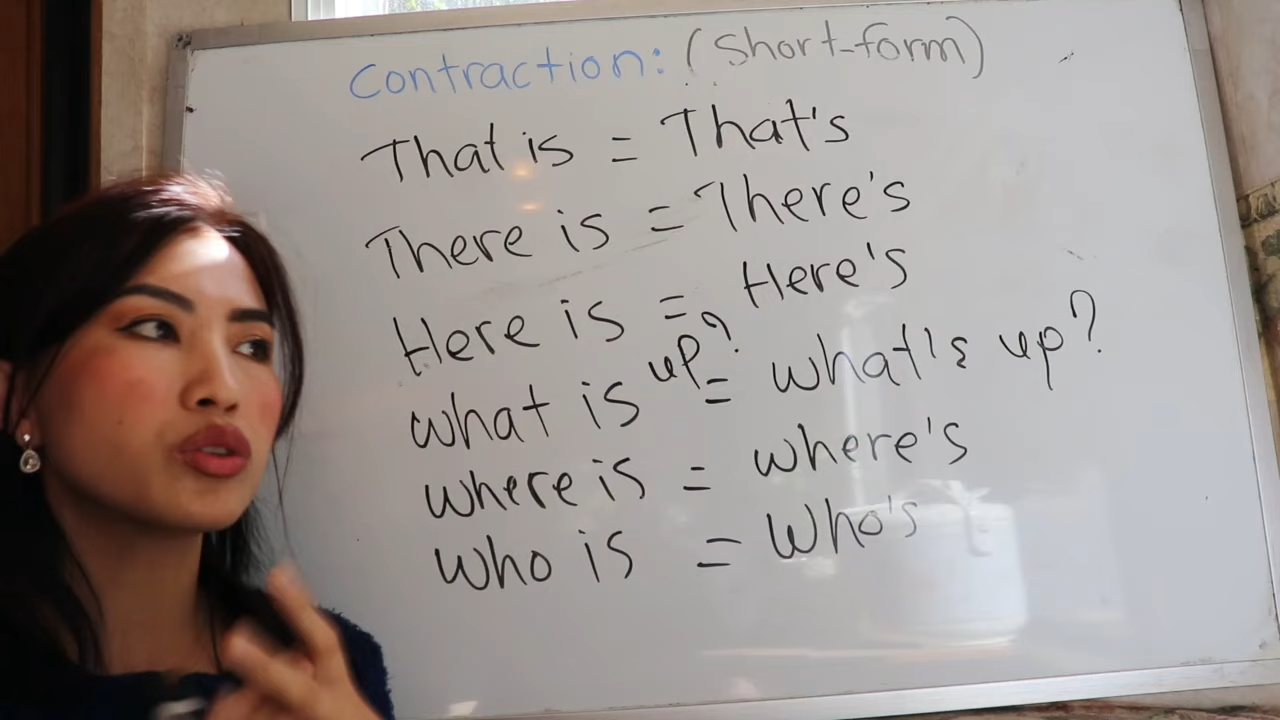 Contraction: (Short-form)
That is = That's
There is = There's
Here is = Here's
What is up? = what's up?
where is = where's
Who is = Who's